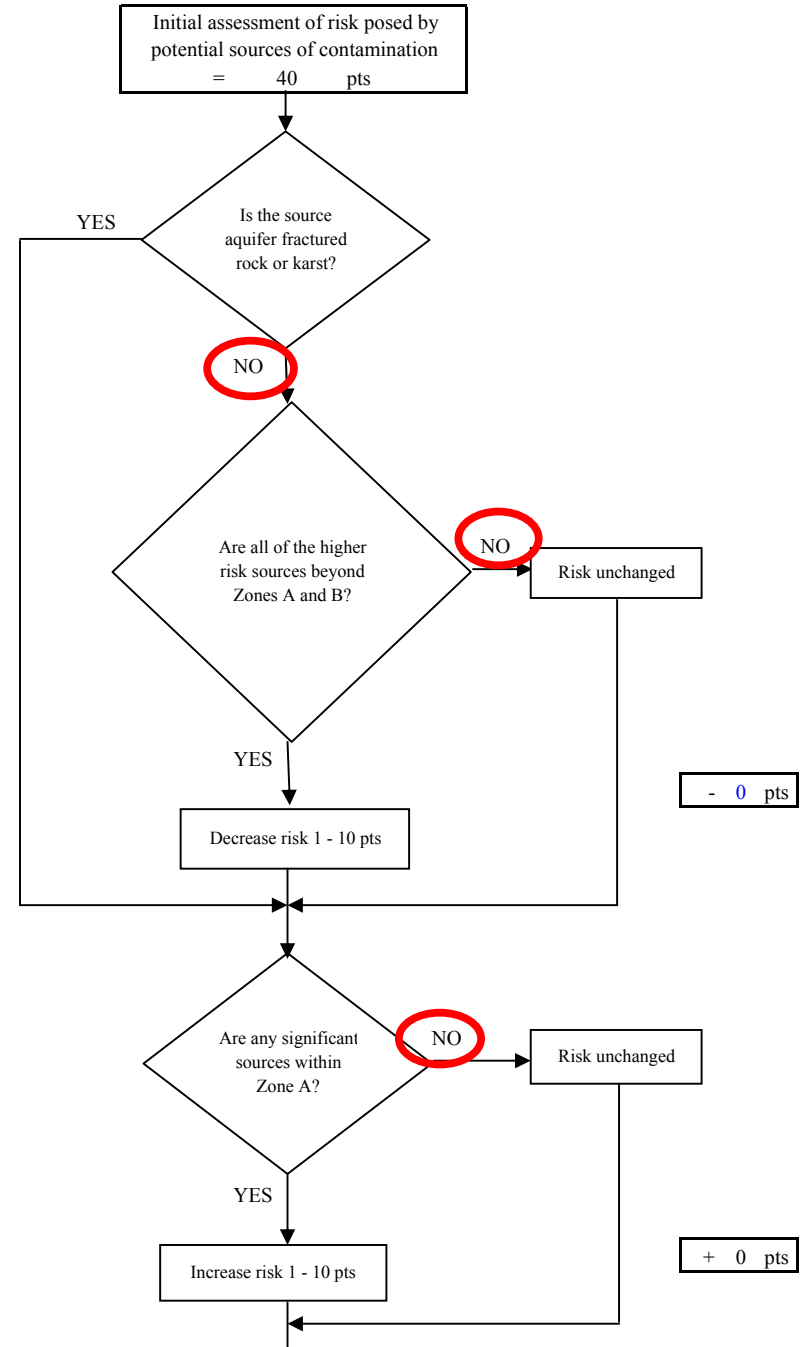 Initial assessment of risk posed by
potential sources of contamination
= 40 pts
YES
Is the source
aquifer fractured
rock or karst?
NO
Are all of the higher
risk sources beyond
Zones A and B?
NO
Risk unchanged
YES
- 0 pts
Decrease risk 1 - 10 pts
Are any significant
sources within
Zone A?
NO
Risk unchanged
YES
+ 0 pts
Increase risk 1 - 10 pts